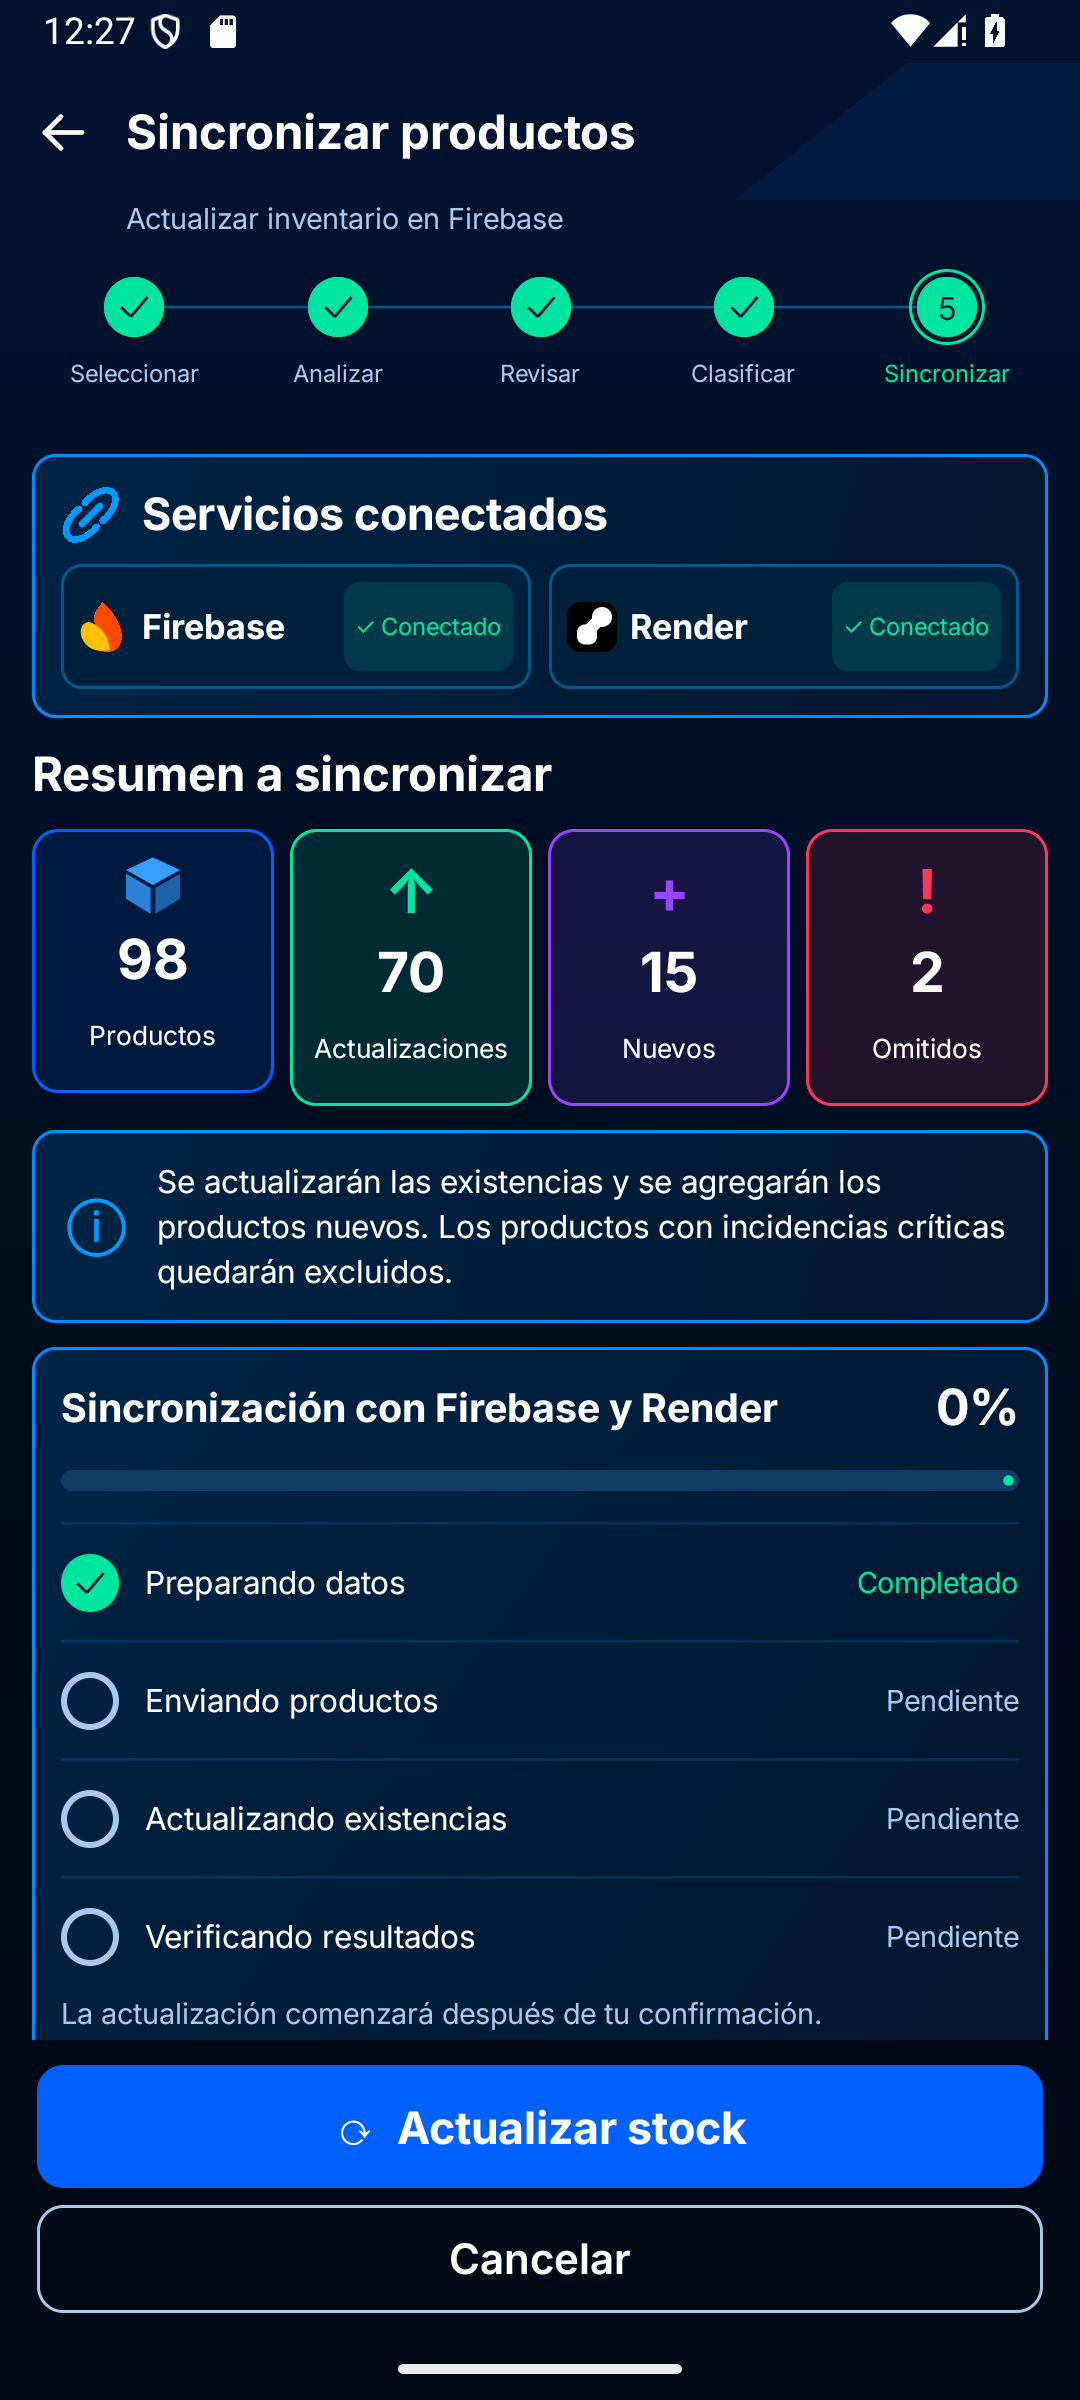 12:27
Sincronizar productos
Actualizar inventario en Firebase
5
Seleccionar
Analizar
Revisar
Clasificar
Sincronizar
Servicios conectados
Firebase
✓ Conectado
Render
✓ Conectado
Resumen a sincronizar
98
Productos
↑
70
Actualizaciones
+
15
Nuevos
!
2
Omitidos
Se actualizarán las existencias y se agregarán los
productos nuevos. Los productos con incidencias críticas
quedarán excluidos.
Sincronización con Firebase y Render
0%
Preparando datos
Completado
Enviando productos
Pendiente
Actualizando existencias
Pendiente
Verificando resultados
Pendiente
La actualización comenzará después de tu confirmación.
⟳ Actualizar stock
Cancelar